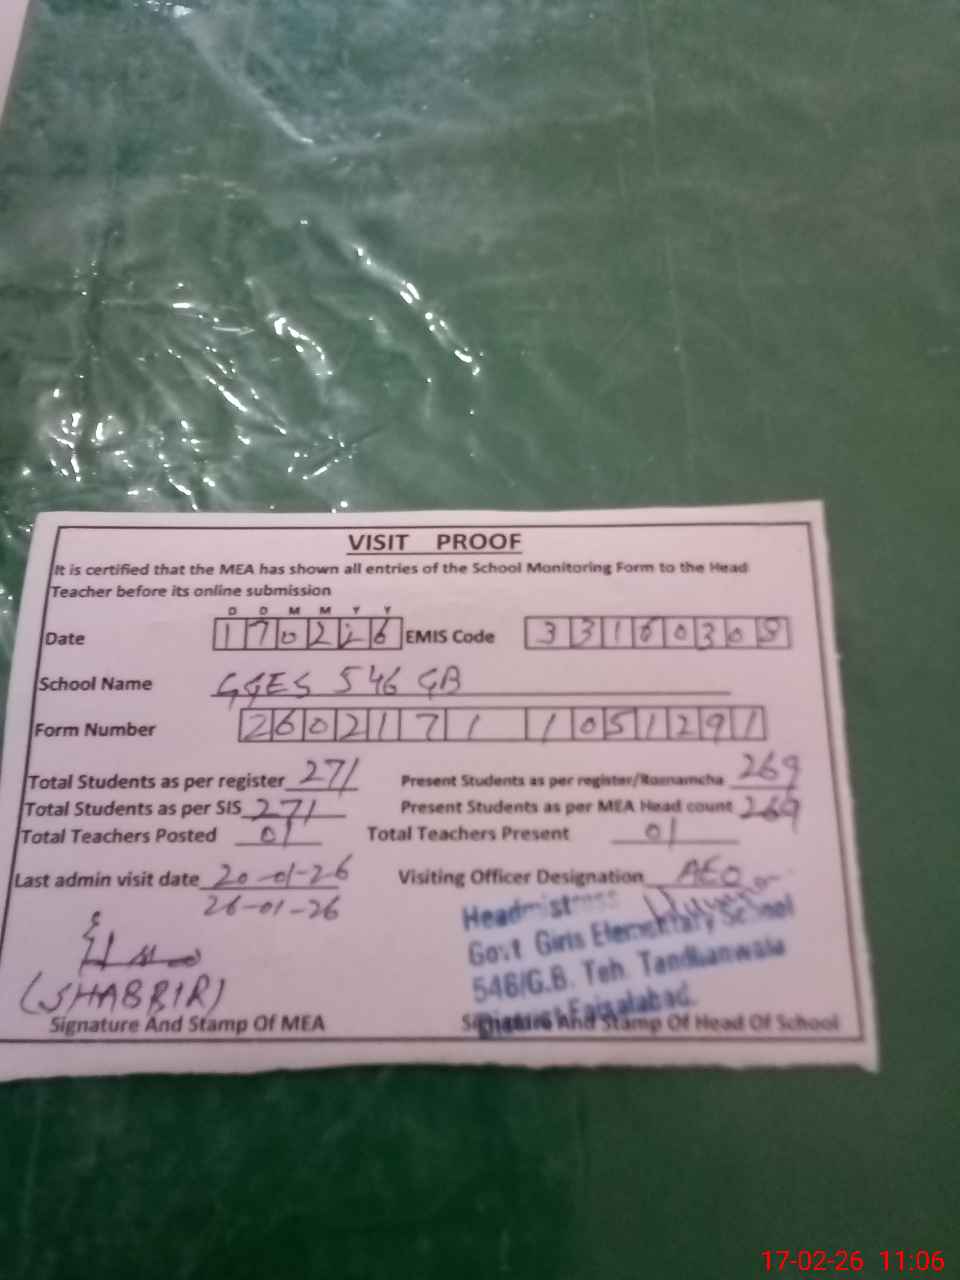 VISIT PROOF
It is certified that the MEA has shown all entries of the School Monitoring Form to the Head
Teacher before its online submission
D D M M Y Y
Date 170226 EMIS Code 33160309
School Name GGES 546 GB
Form Number 2602171 1051291
Total Students as per register 271 Present Students as per register/Roznamcha 269
Total Students as per SIS 271 Present Students as per MEA Head count 269
Total Teachers Posted 01 Total Teachers Present 01
Last admin visit date 20-01-26 Visiting Officer Designation AEO
26-01-26
Headmistress
Govt Girls Elementary School
546/G.B. Teh. Tandlianwala
Distt. Faisalabad.
(SHABBIR)
Signature And Stamp Of MEA Signature And Stamp Of Head Of School
17-02-26 11:06